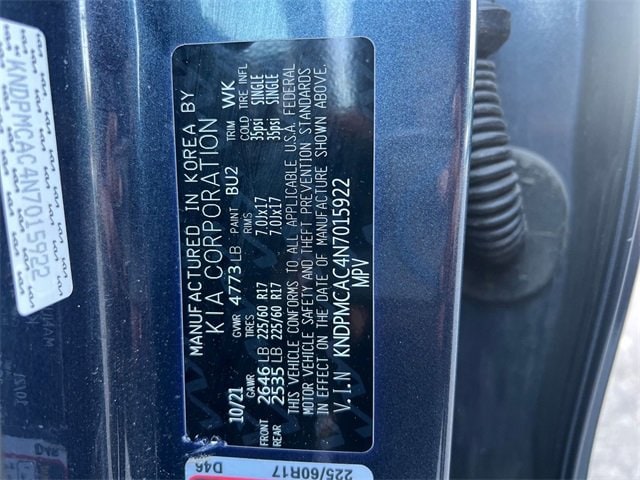 MANUFACTURED IN KOREA BY
KIA CORPORATION
10/21 GVWR 4773 LB PAINT BU2 TRIM WK
GAWR TIRES RIMS COLD TIRE INFL
FRONT 2646 LB 225/60 R17 7.0Jx17 35psi SINGLE
REAR 2535 LB 225/60 R17 7.0Jx17 35psi SINGLE
THIS VEHICLE CONFORMS TO ALL APPLICABLE U.S.A. FEDERAL
MOTOR VEHICLE SAFETY AND THEFT PREVENTION STANDARDS
IN EFFECT ON THE DATE OF MANUFACTURE SHOWN ABOVE.
V.I.N KNDPMCAC4N7015922
MPV
KNDPMCAC4N7015922
D46
225/60R17